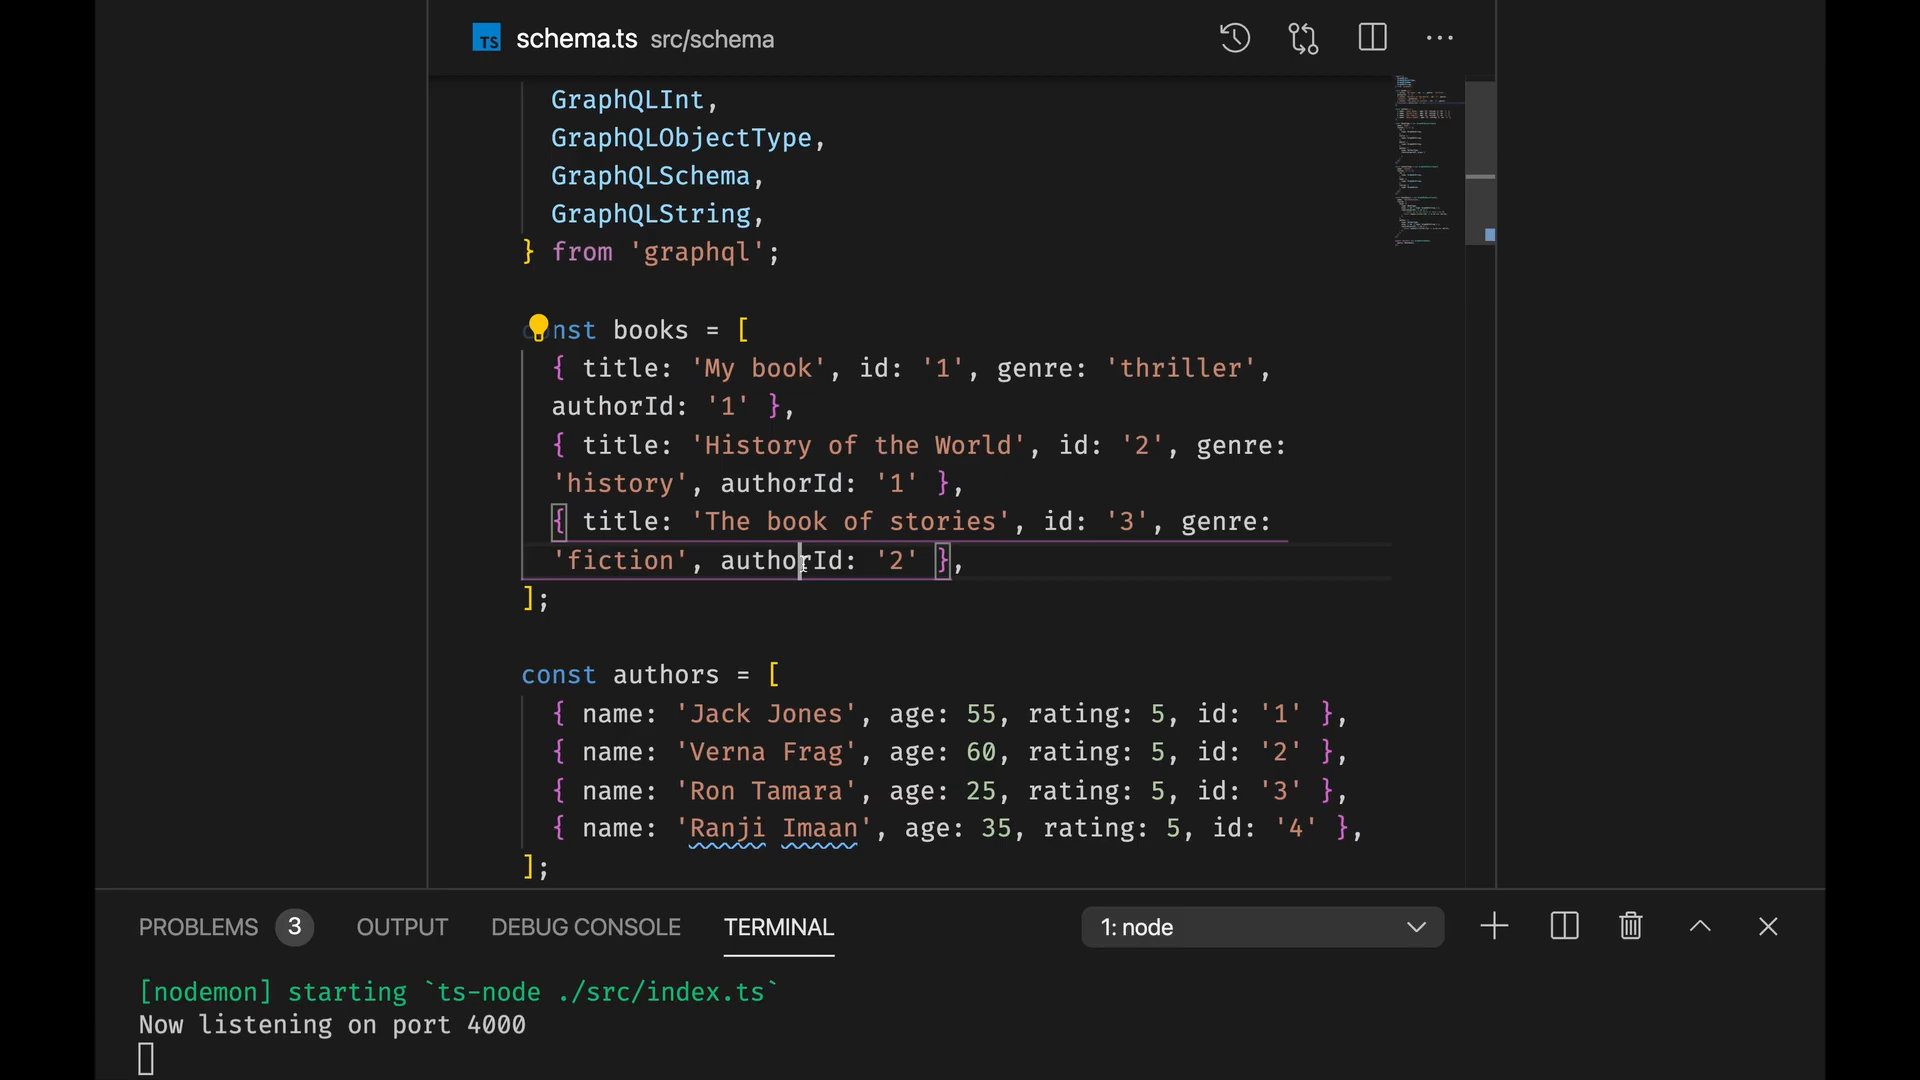 TS schema.ts src/schema
GraphQLInt,
GraphQLObjectType,
GraphQLSchema,
GraphQLString,
} from 'graphql';
const books = [
{ title: 'My book', id: '1', genre: 'thriller',
authorId: '1' },
{ title: 'History of the World', id: '2', genre:
'history', authorId: '1' },
{ title: 'The book of stories', id: '3', genre:
'fiction', authorId: '2' },
];
const authors = [
{ name: 'Jack Jones', age: 55, rating: 5, id: '1' },
{ name: 'Verna Frag', age: 60, rating: 5, id: '2' },
{ name: 'Ron Tamara', age: 25, rating: 5, id: '3' },
{ name: 'Ranji Imaan', age: 35, rating: 5, id: '4' },
];
PROBLEMS 3 OUTPUT DEBUG CONSOLE TERMINAL 1: node
[nodemon] starting `ts-node ./src/index.ts`
Now listening on port 4000